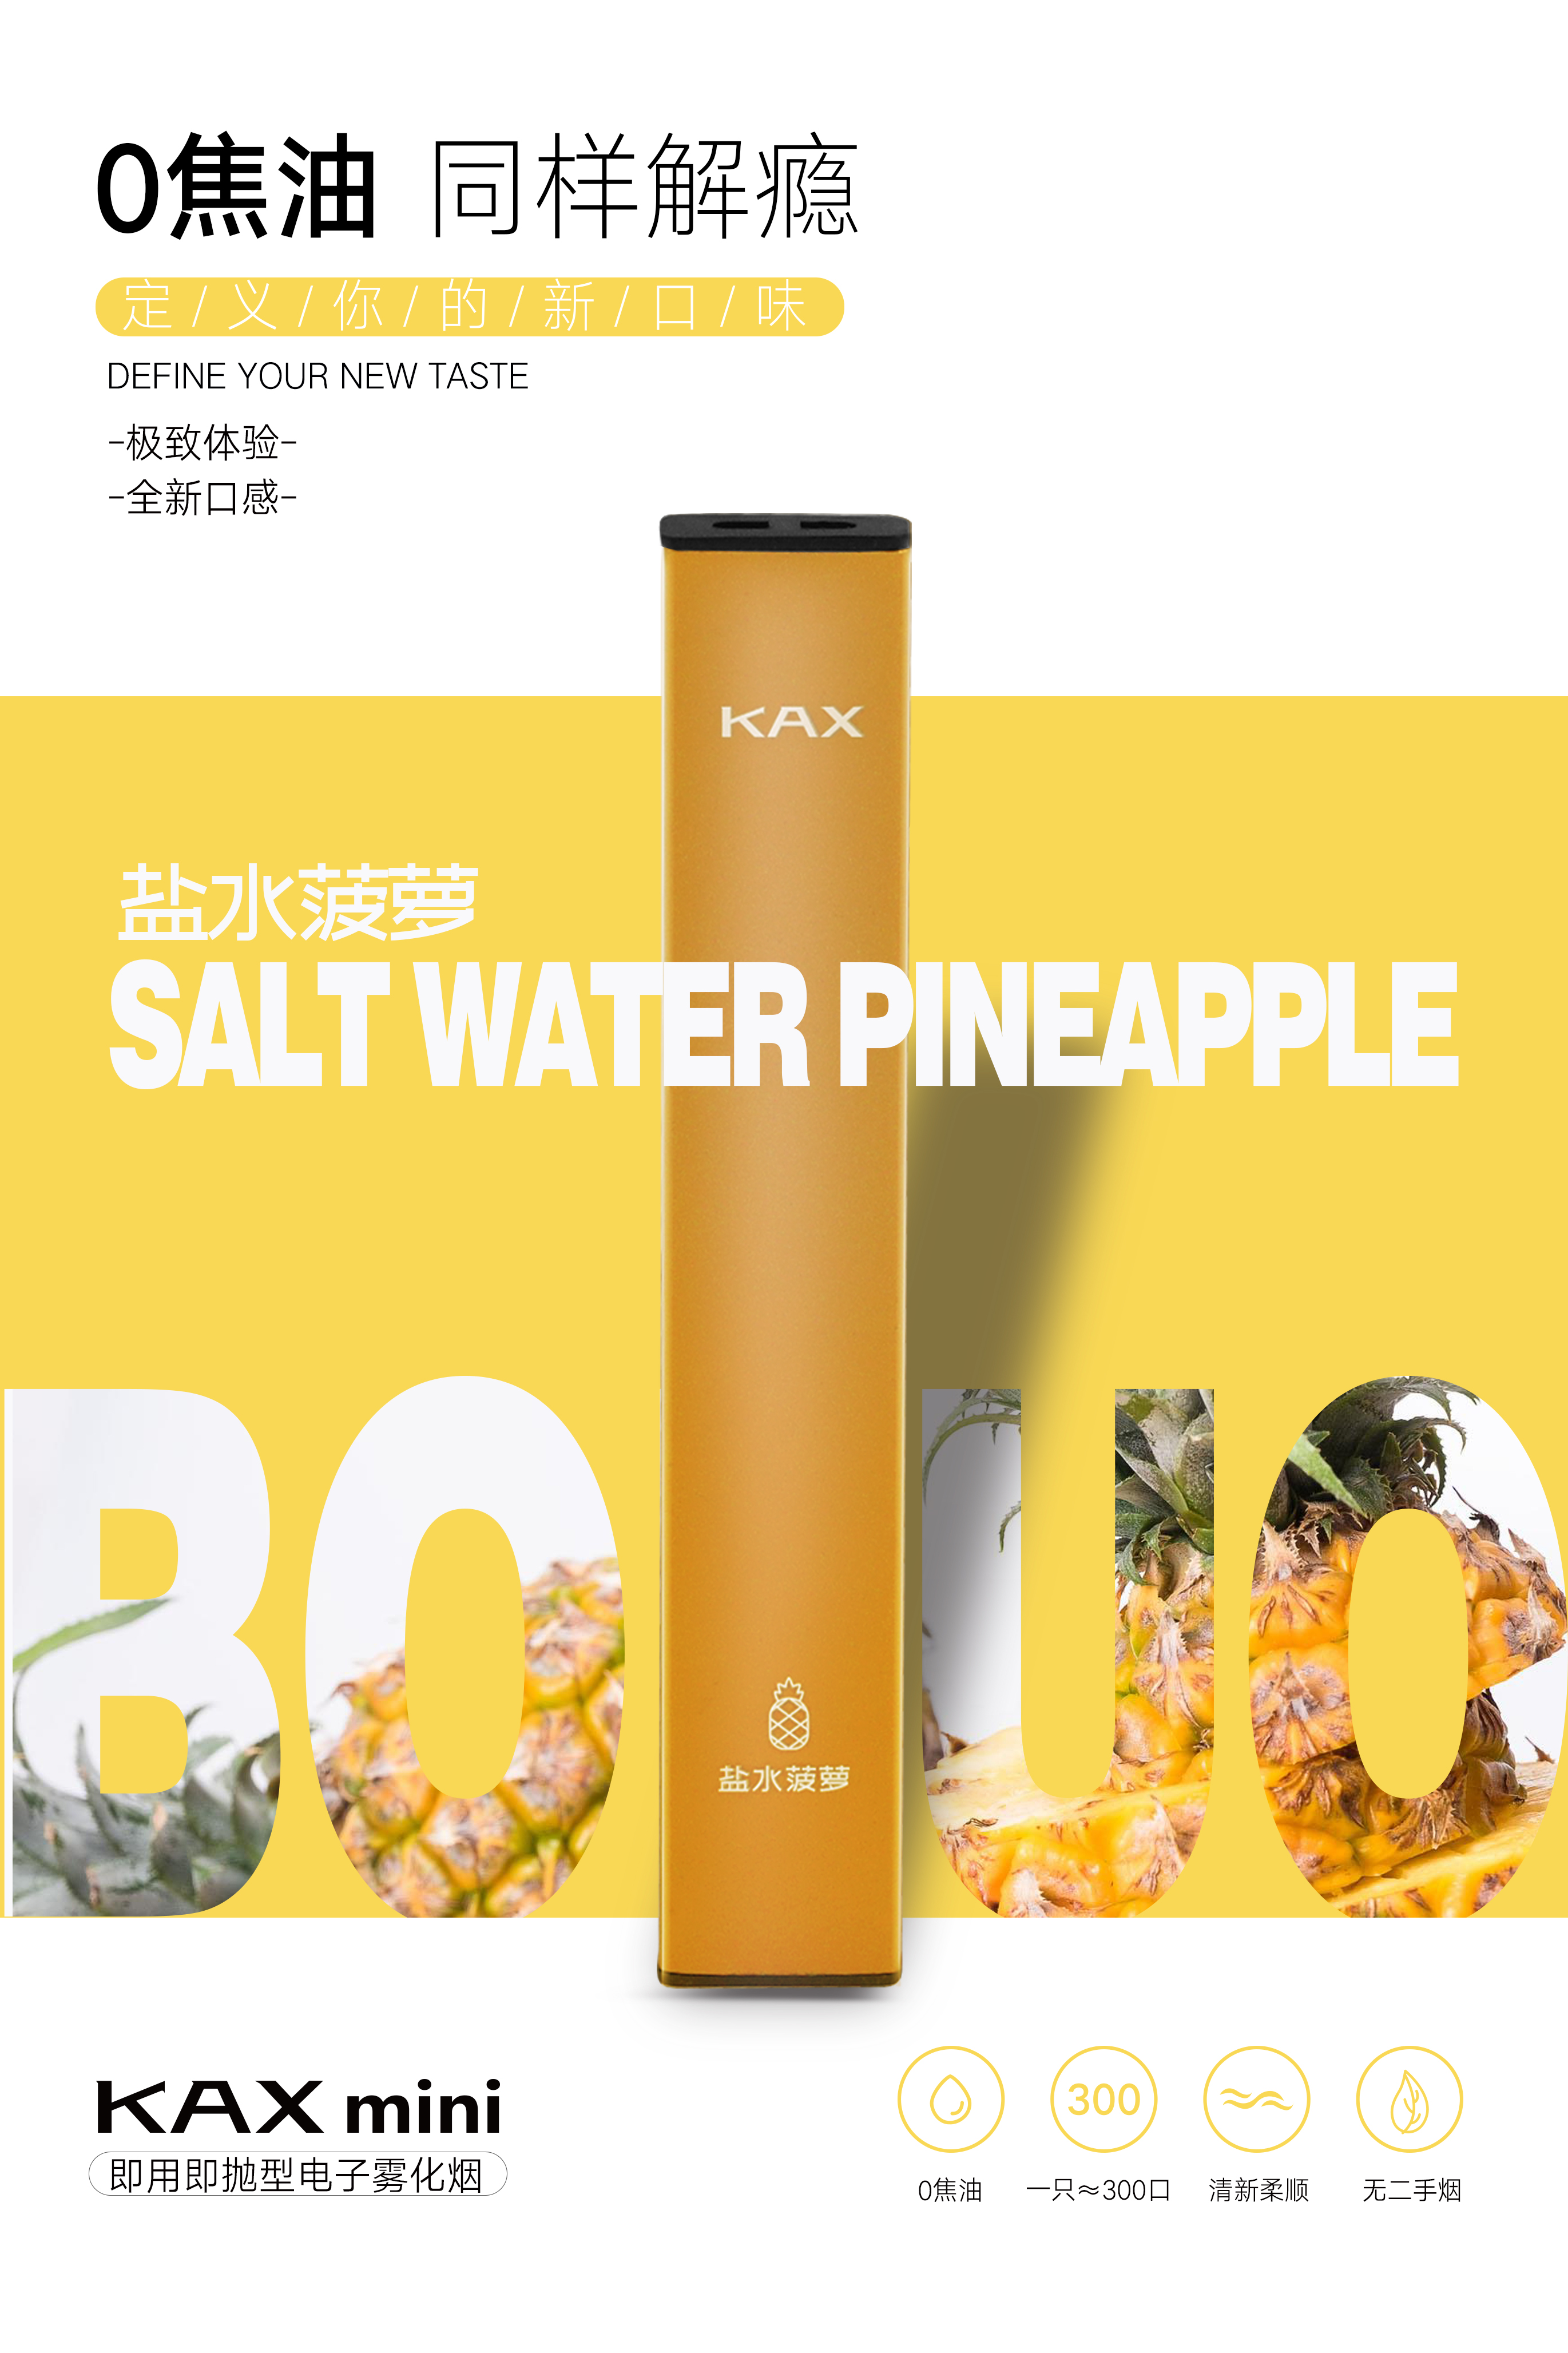 0焦油 同样解瘾
定/义/你/的/新/口/味
DEFINE YOUR NEW TASTE
-极致体验-
-全新口感-
KAX
盐水菠萝
SALT WATER PINEAPPLE
BO UO
盐水菠萝
KAX mini
即用即抛型电子雾化烟
300
0焦油 一只≈300口 清新柔顺 无二手烟